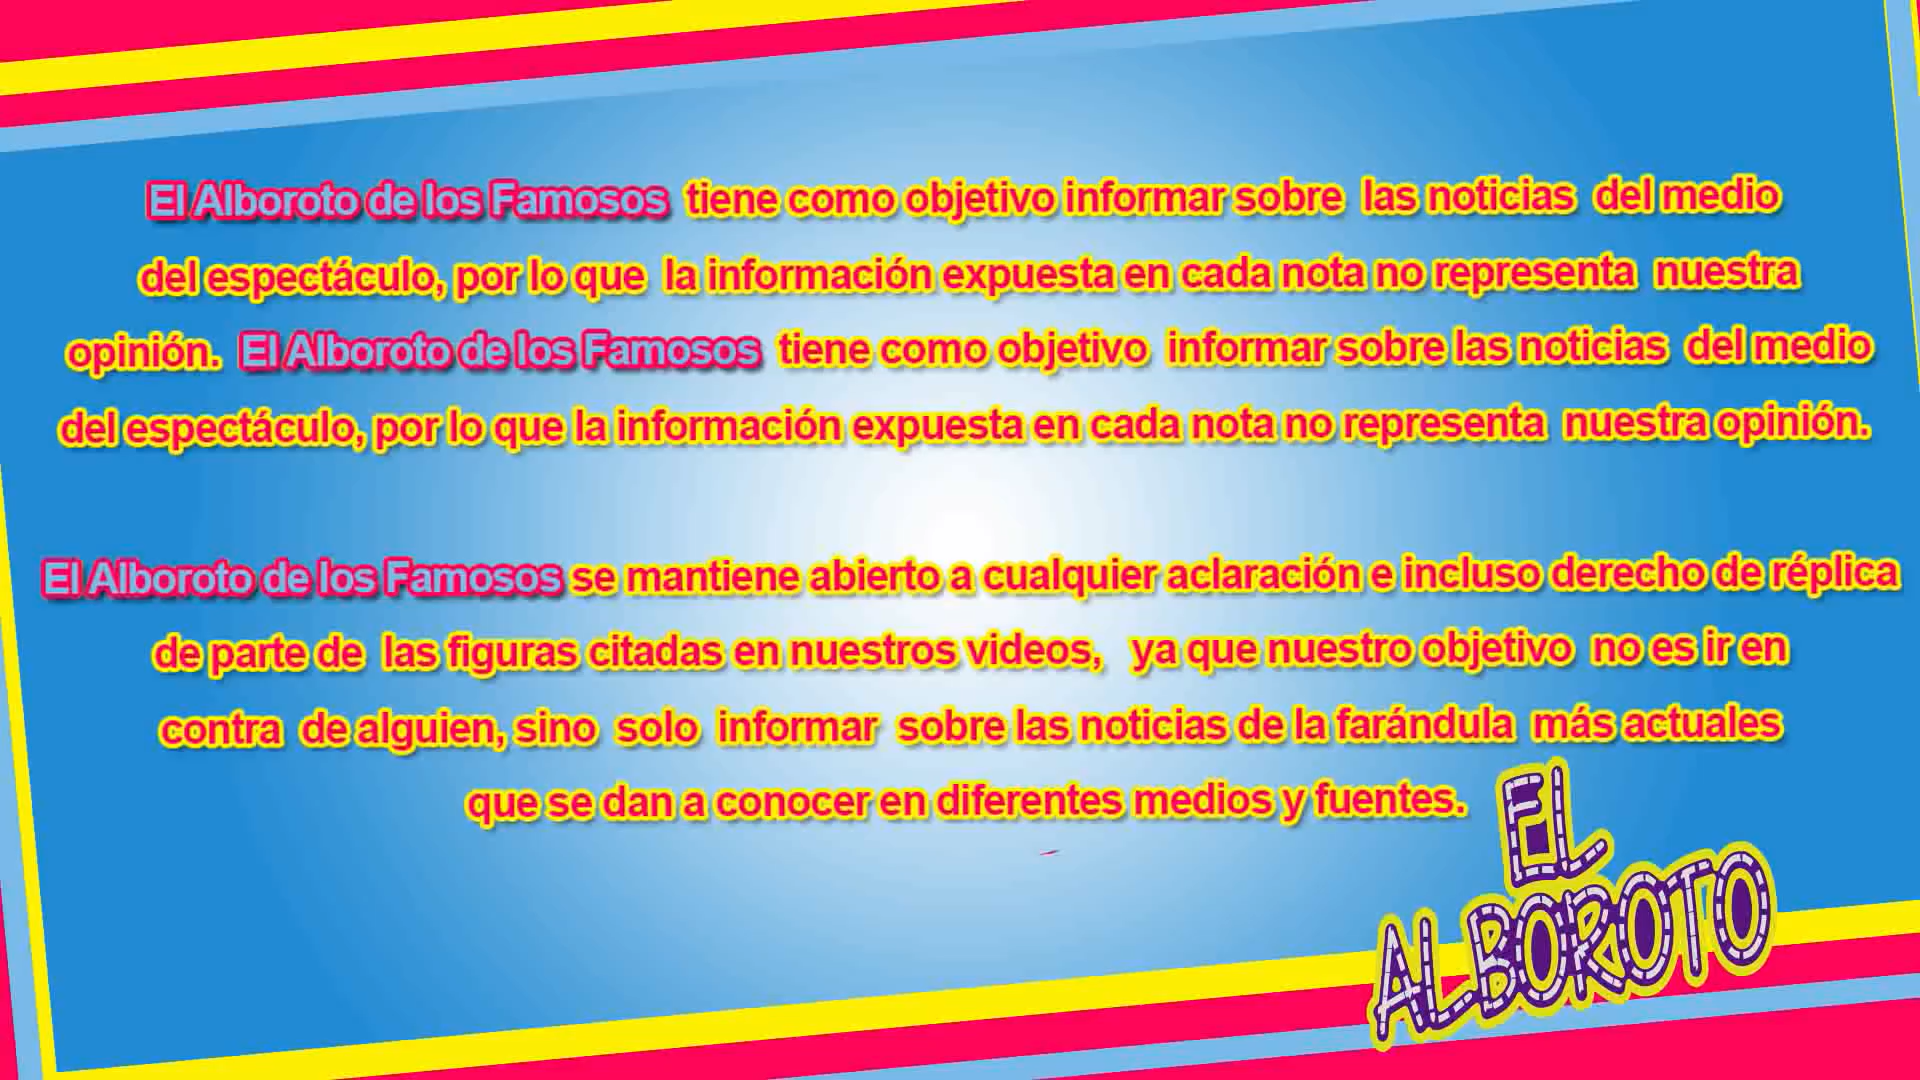 El Alboroto de los Famosos tiene como objetivo informar sobre las noticias del medio
del espectáculo, por lo que la información expuesta en cada nota no representa nuestra
opinión. El Alboroto de los Famosos tiene como objetivo informar sobre las noticias del medio
del espectáculo, por lo que la información expuesta en cada nota no representa nuestra opinión.
El Alboroto de los Famosos se mantiene abierto a cualquier aclaración e incluso derecho de réplica
de parte de las figuras citadas en nuestros videos, ya que nuestro objetivo no es ir en
contra de alguien, sino solo informar sobre las noticias de la farándula más actuales
que se dan a conocer en diferentes medios y fuentes.
EL
ALBOROTO